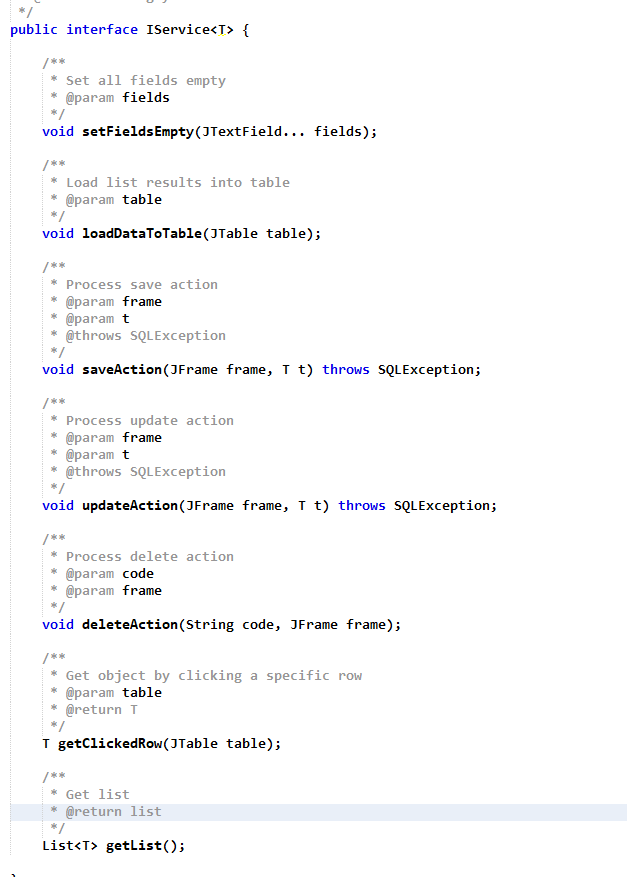 */
public interface IService<T> {
/**
* Set all fields empty
* @param fields
*/
void setFieldsEmpty(JTextField... fields);
/**
* Load list results into table
* @param table
*/
void loadDataToTable(JTable table);
/**
* Process save action
* @param frame
* @param t
* @throws SQLException
*/
void saveAction(JFrame frame, T t) throws SQLException;
/**
* Process update action
* @param frame
* @param t
* @throws SQLException
*/
void updateAction(JFrame frame, T t) throws SQLException;
/**
* Process delete action
* @param code
* @param frame
*/
void deleteAction(String code, JFrame frame);
/**
* Get object by clicking a specific row
* @param table
* @return T
*/
T getClickedRow(JTable table);
/**
* Get list
* @return list
*/
List<T> getList();